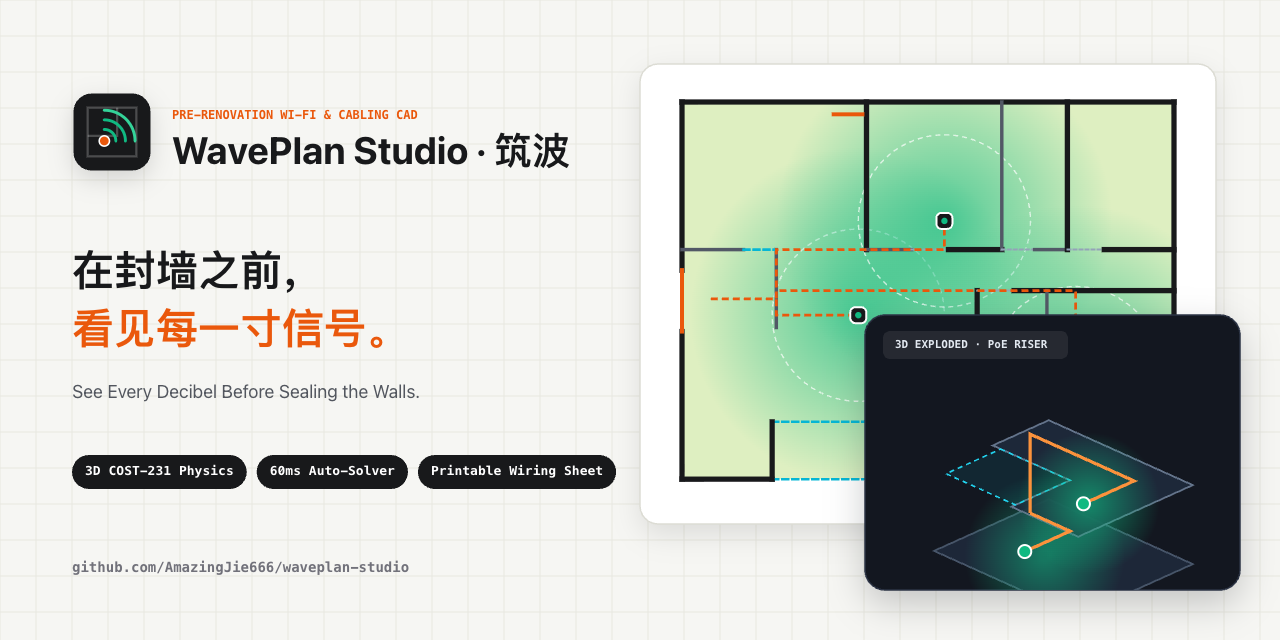 PRE-RENOVATION WI-FI & CABLING CAD
WavePlan Studio · 筑波
在封墙之前，
看见每一寸信号。
See Every Decibel Before Sealing the Walls.
3D COST-231 Physics
60ms Auto-Solver
Printable Wiring Sheet
github.com/AmazingJie666/waveplan-studio
3D EXPLODED · PoE RISER